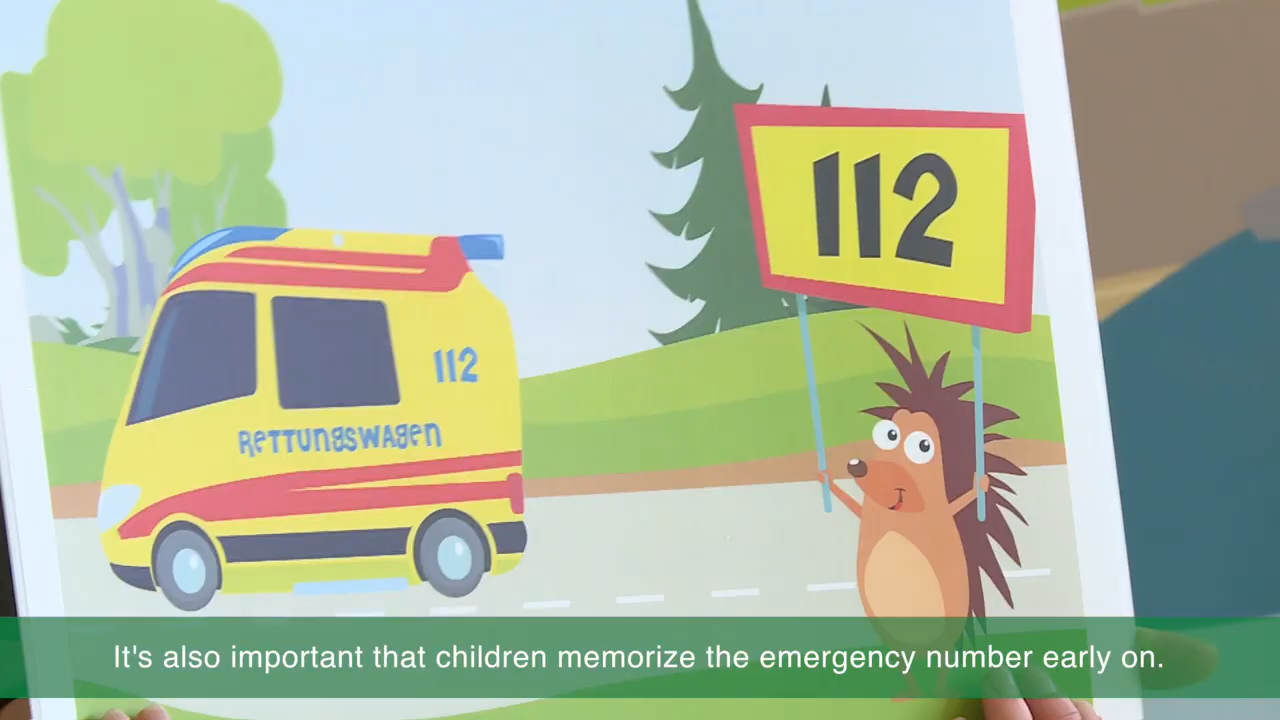 112
112
Rettungswagen
It's also important that children memorize the emergency number early on.